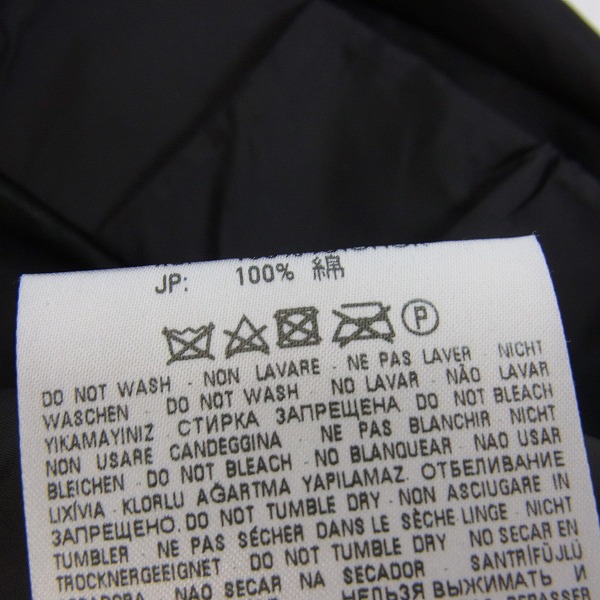 JP: 100% 綿
P
DO NOT WASH - NON LAVARE - NE PAS LAVER - NICHT
WASCHEN - DO NOT WASH - NO LAVAR - NÃO LAVAR
YIKAMAYINIZ СТИРКА ЗАПРЕЩЕНА DO NOT BLEACH
NON USARE CANDEGGINA - NE PAS BLANCHIR NICHT
BLEICHEN - DO NOT BLEACH - NO BLANQUEAR - NAO USAR
LIXÍVIA - KLORLU AĞARTMA YAPILAMAZ. ОТБЕЛИВАНИЕ
ЗАПРЕЩЕНО. DO NOT TUMBLE DRY - NON ASCIUGARE IN
TUMBLER - NE PAS SÉCHER DANS LE SÈCHE-LINGE - NICHT
TROCKNERGEEIGNET - DO NOT TUMBLE DRY - NO SECAR EN
SECADORA - NÃO SECAR NA SECADOR - SANTRİFÜJLÜ
НЕЛЬЗЯ ВЫЖИМАТЬ И